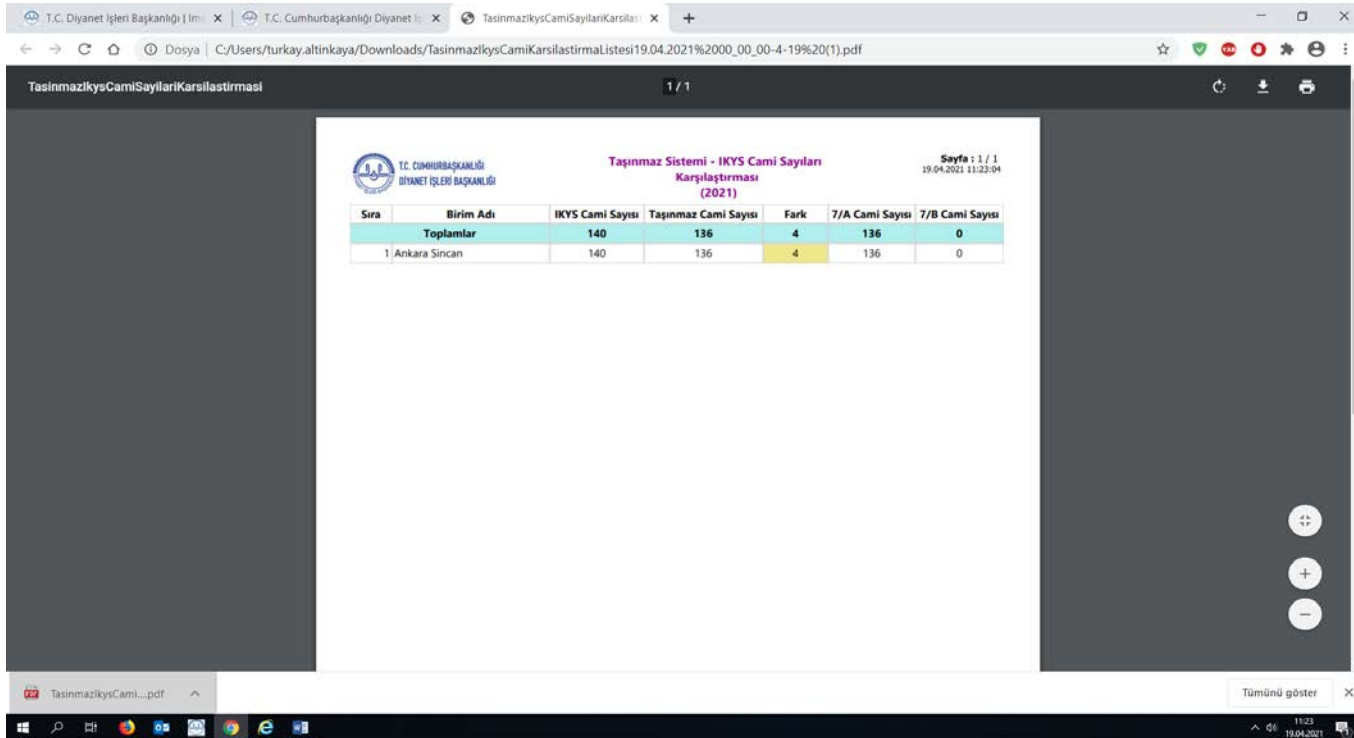 T.C. Diyanet İşleri Başkanlığı | Im
T.C. Cumhurbaşkanlığı Diyanet İş
TasinmazIkysCamiSayilariKarsilast
Dosya | C:/Users/turkay.altinkaya/Downloads/TasinmazIkysCamiKarsilastirmaListesi19.04.2021%2000_00_00-4-19%20(1).pdf
TasinmazIkysCamiSayilariKarsilastirmasi
1 / 1
T.C. CUMHURBAŞKANLIĞI
DİYANET İŞLERİ BAŞKANLIĞI
Taşınmaz Sistemi - IKYS Cami Sayıları
Karşılaştırması
(2021)
Sayfa : 1 / 1
19.04.2021 11:23:04
Sıra Birim Adı IKYS Cami Sayısı Taşınmaz Cami Sayısı Fark 7/A Cami Sayısı 7/B Cami Sayısı
Toplamlar 140 136 4 136 0
1 Ankara Sincan 140 136 4 136 0
TasinmazIkysCami....pdf
Tümünü göster
11:23
19.04.2021